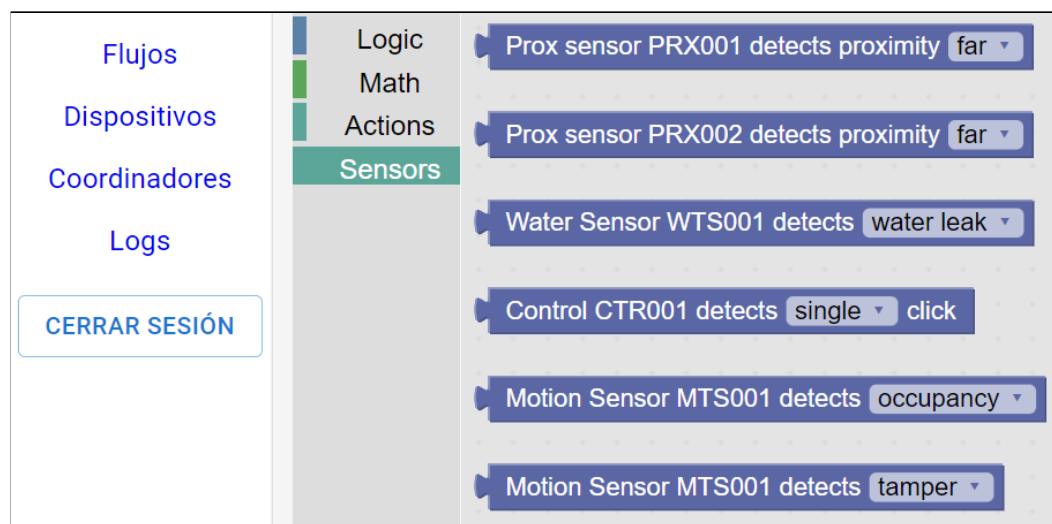 Flujos
Dispositivos
Coordinadores
Logs
CERRAR SESIÓN
Logic
Math
Actions
Sensors
Prox sensor PRX001 detects proximity far
Prox sensor PRX002 detects proximity far
Water Sensor WTS001 detects water leak
Control CTR001 detects single click
Motion Sensor MTS001 detects occupancy
Motion Sensor MTS001 detects tamper